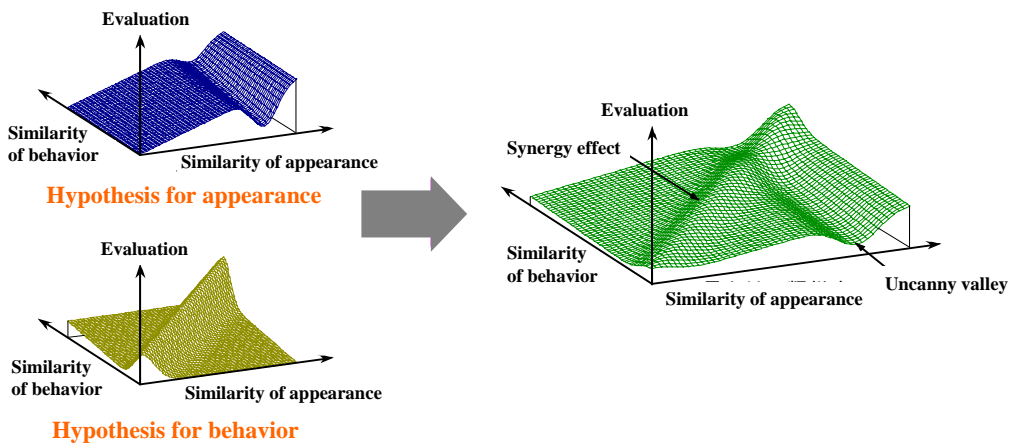 Evaluation
Similarity
of behavior
Similarity of appearance
Hypothesis for appearance
Evaluation
Similarity
of behavior
Similarity of appearance
Hypothesis for behavior
Evaluation
Synergy effect
Similarity
of behavior
Similarity of appearance
Uncanny valley